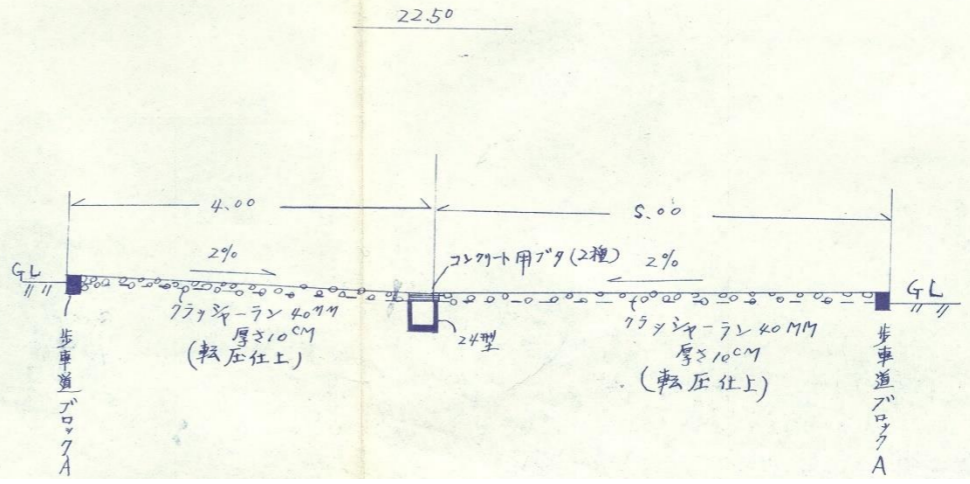 22.50
4.00
5.00
2%
コンクリート用ブタ(2種)
2%
GL
GL
クラッシャーラン 40MM
厚さ10CM
(転圧仕上)
24型
クラッシャーラン 40MM
厚さ10CM
(転圧仕上)
歩車道ブロックA
歩車道ブロックA